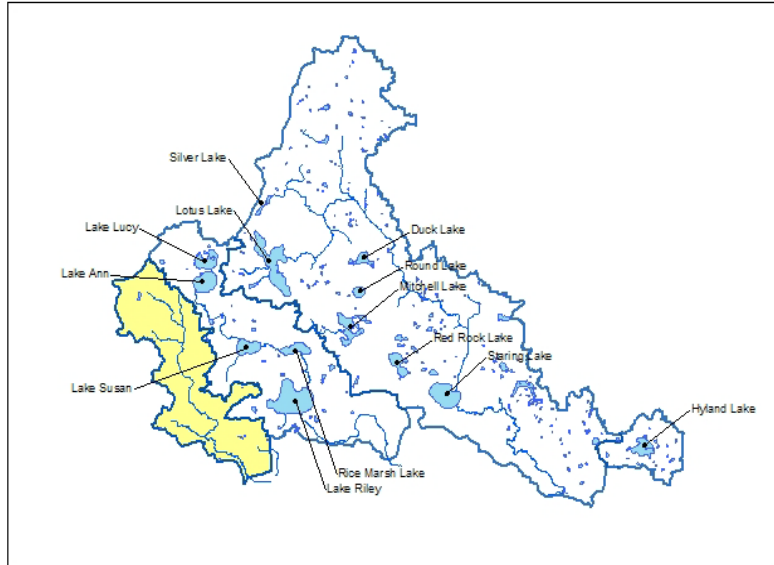 Silver Lake
Lotus Lake
Lake Lucy
Duck Lake
Lake Ann
Round Lake
Mitchell Lake
Red Rock Lake
Staring Lake
Lake Susan
Hyland Lake
Rice Marsh Lake
Lake Riley